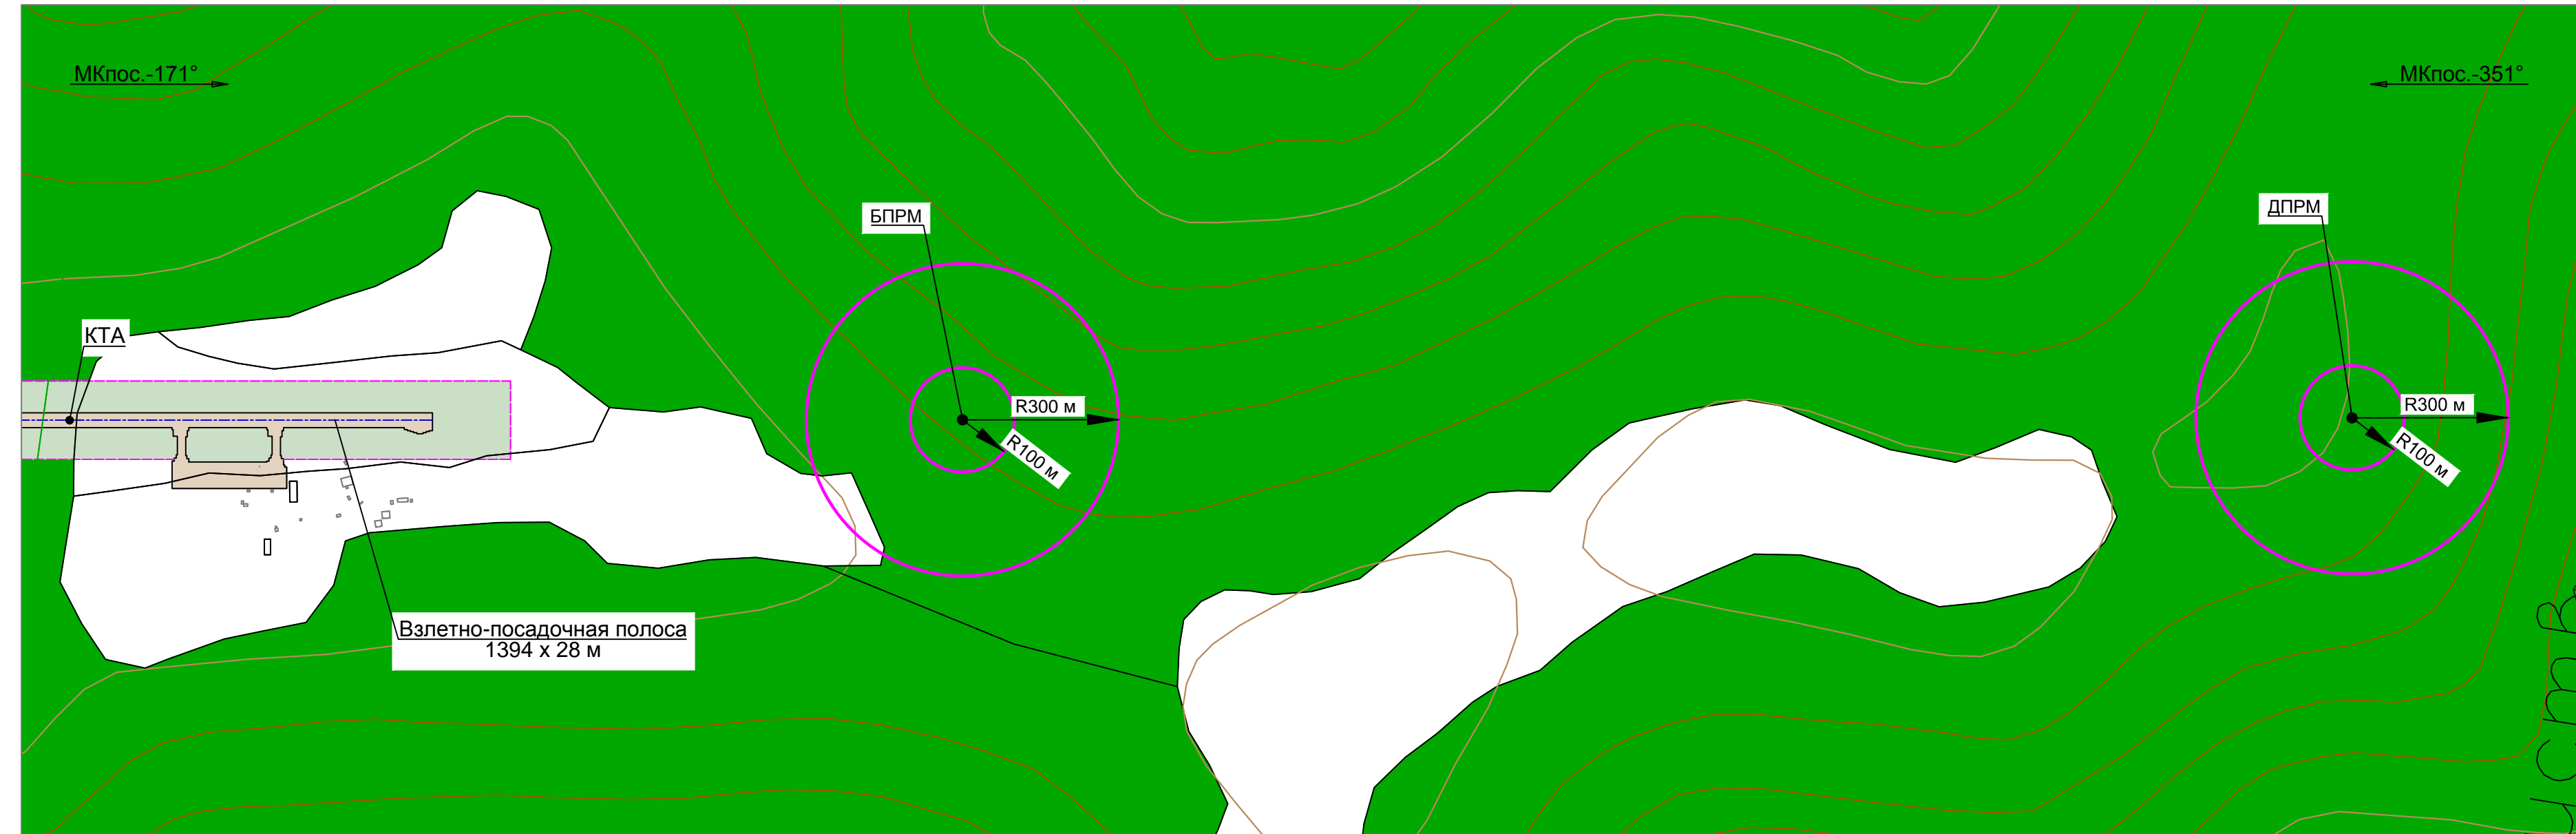 МКпос.-171°
МКпос.-351°
БПРМ
ДПРМ
КТА
R300 м
R100 м
R300 м
R100 м
Взлетно-посадочная полоса
1394 х 28 м